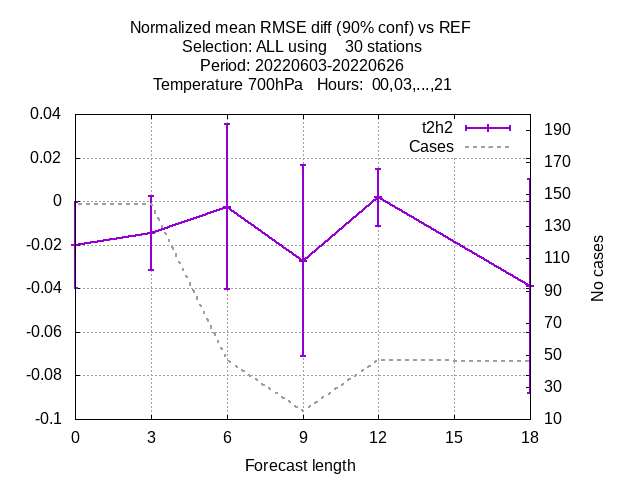 Normalized mean RMSE diff (90% conf) vs REF
Selection: ALL using    30 stations
Period: 20220603-20220626
Temperature 700hPa   Hours:  00,03,...,21
t2h2
Cases
0.04
0.02
0
-0.02
-0.04
-0.06
-0.08
-0.1
190
170
150
130
110
90
70
50
30
10
No cases
0 3 6 9 12 15 18
Forecast length